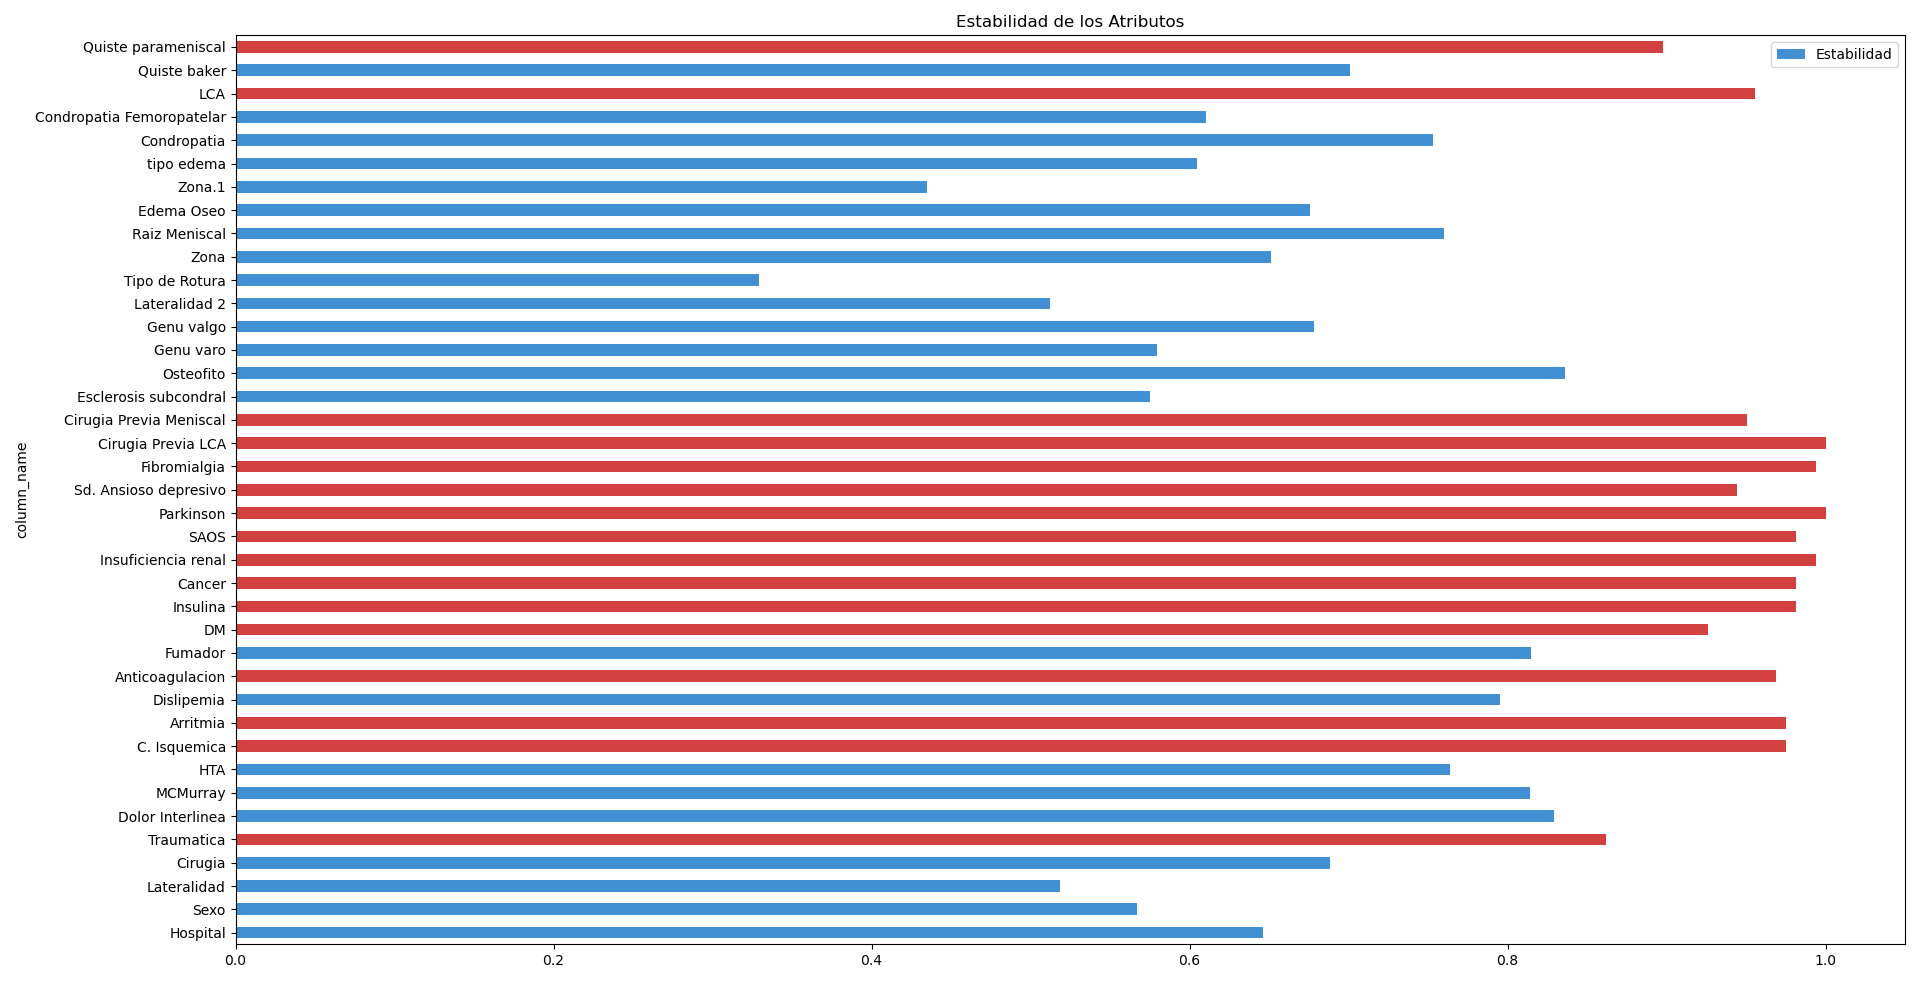 Estabilidad de los Atributos
Estabilidad
Quiste parameniscal
Quiste baker
LCA
Condropatia Femoropatelar
Condropatia
tipo edema
Zona.1
Edema Oseo
Raiz Meniscal
Zona
Tipo de Rotura
Lateralidad 2
Genu valgo
Genu varo
Osteofito
Esclerosis subcondral
Cirugia Previa Meniscal
Cirugia Previa LCA
Fibromialgia
Sd. Ansioso depresivo
Parkinson
SAOS
Insuficiencia renal
Cancer
Insulina
DM
Fumador
Anticoagulacion
Dislipemia
Arritmia
C. Isquemica
HTA
MCMurray
Dolor Interlinea
Traumatica
Cirugia
Lateralidad
Sexo
Hospital
column_name
0.0 0.2 0.4 0.6 0.8 1.0